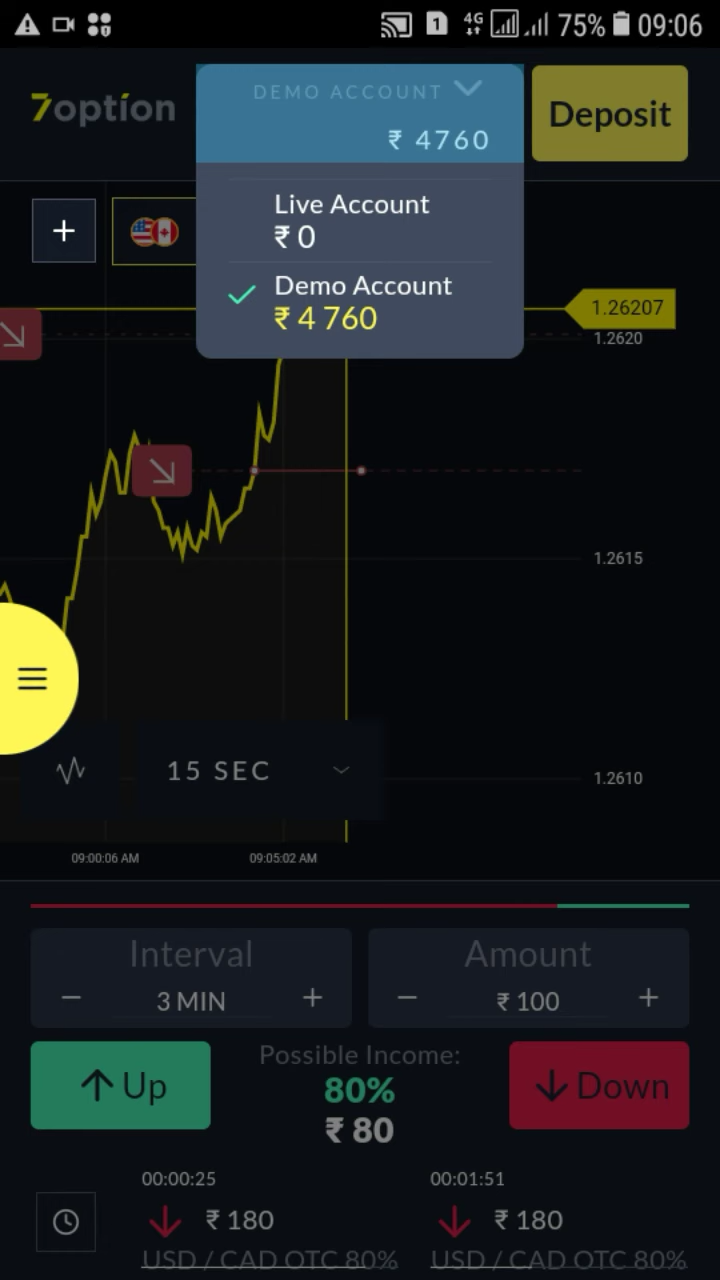 1 4G 75% 09:06
7option
DEMO ACCOUNT
₹ 4760
Deposit
Live Account
₹ 0
Demo Account
₹ 4 760
1.26207
1.2620
1.2615
15 SEC
1.2610
09:00:06 AM 09:05:02 AM
Interval Amount
− 3 MIN + − ₹ 100 +
Possible Income:
Up 80% Down
₹ 80
00:00:25 00:01:51
₹ 180 ₹ 180
USD / CAD OTC 80% USD / CAD OTC 80%